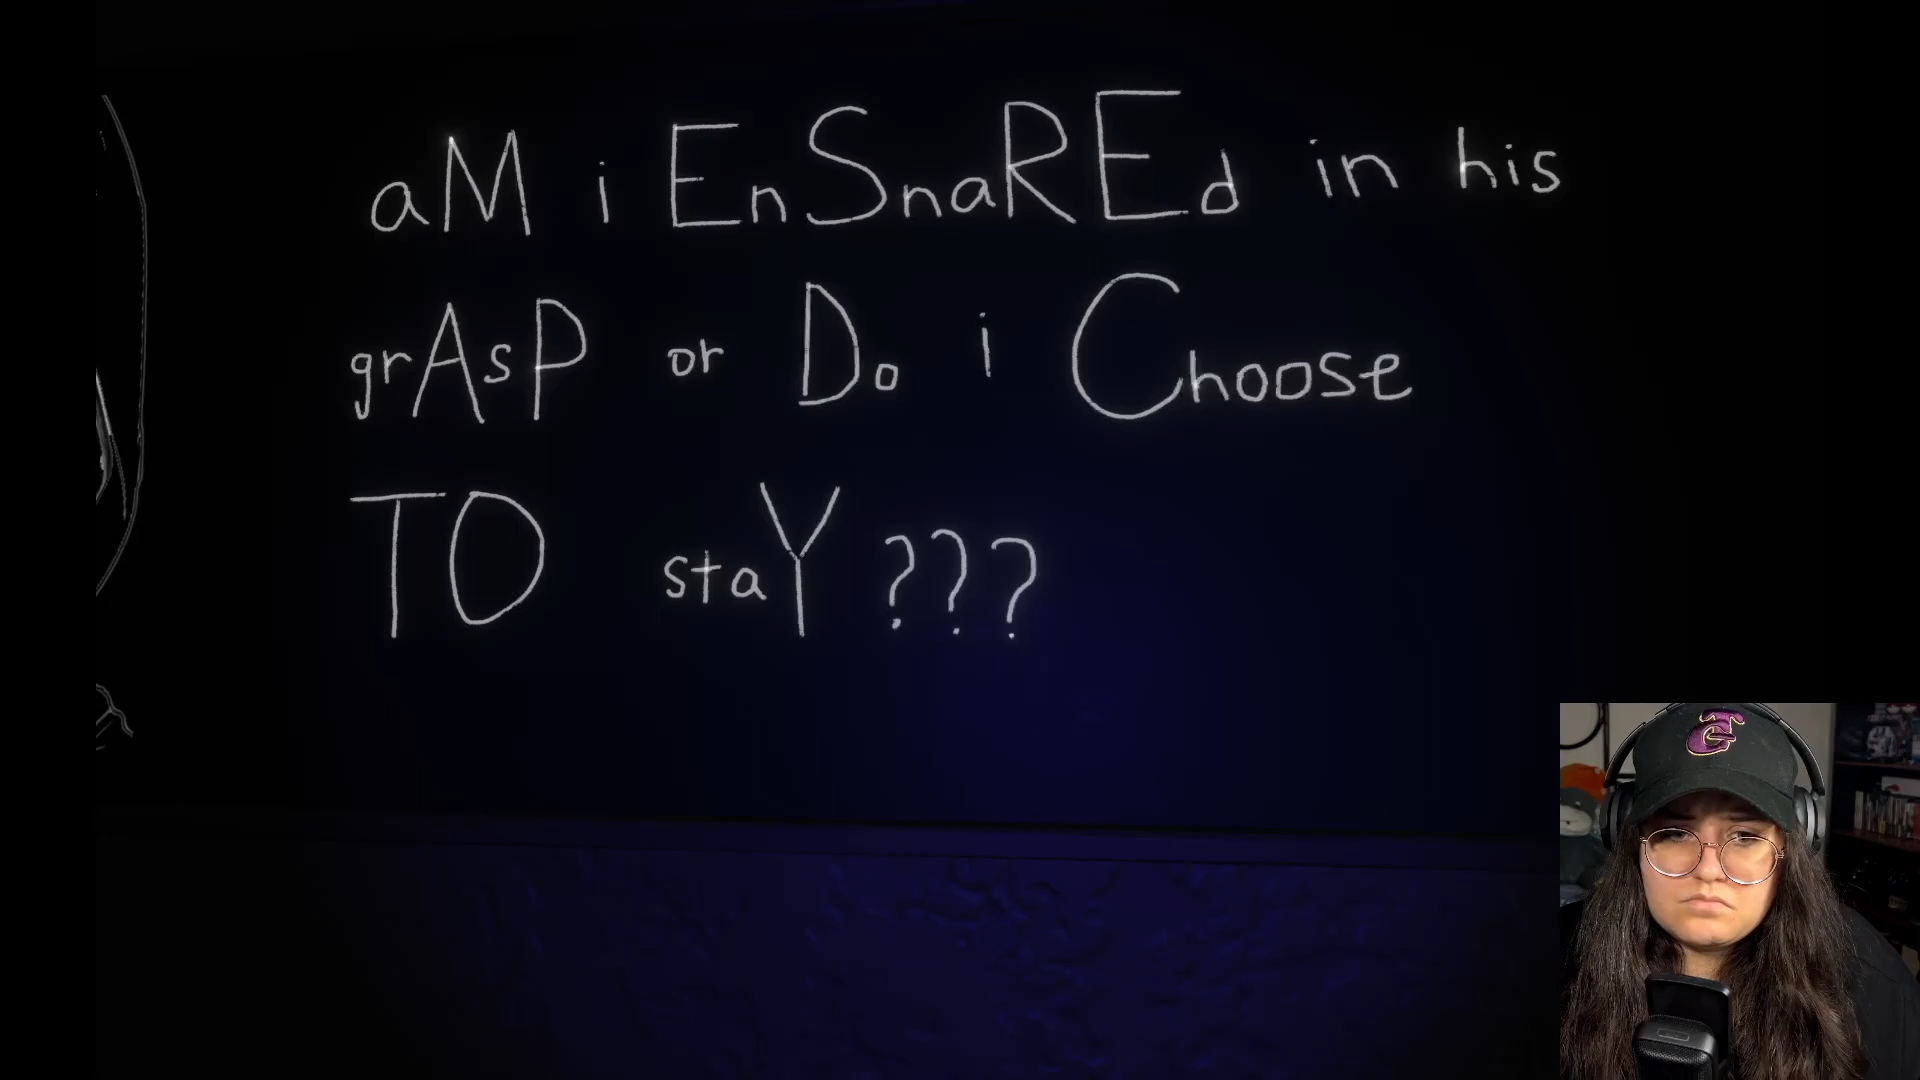 aM i EnSnaREd in his
grAsP or Do i Choose
TO staY ???